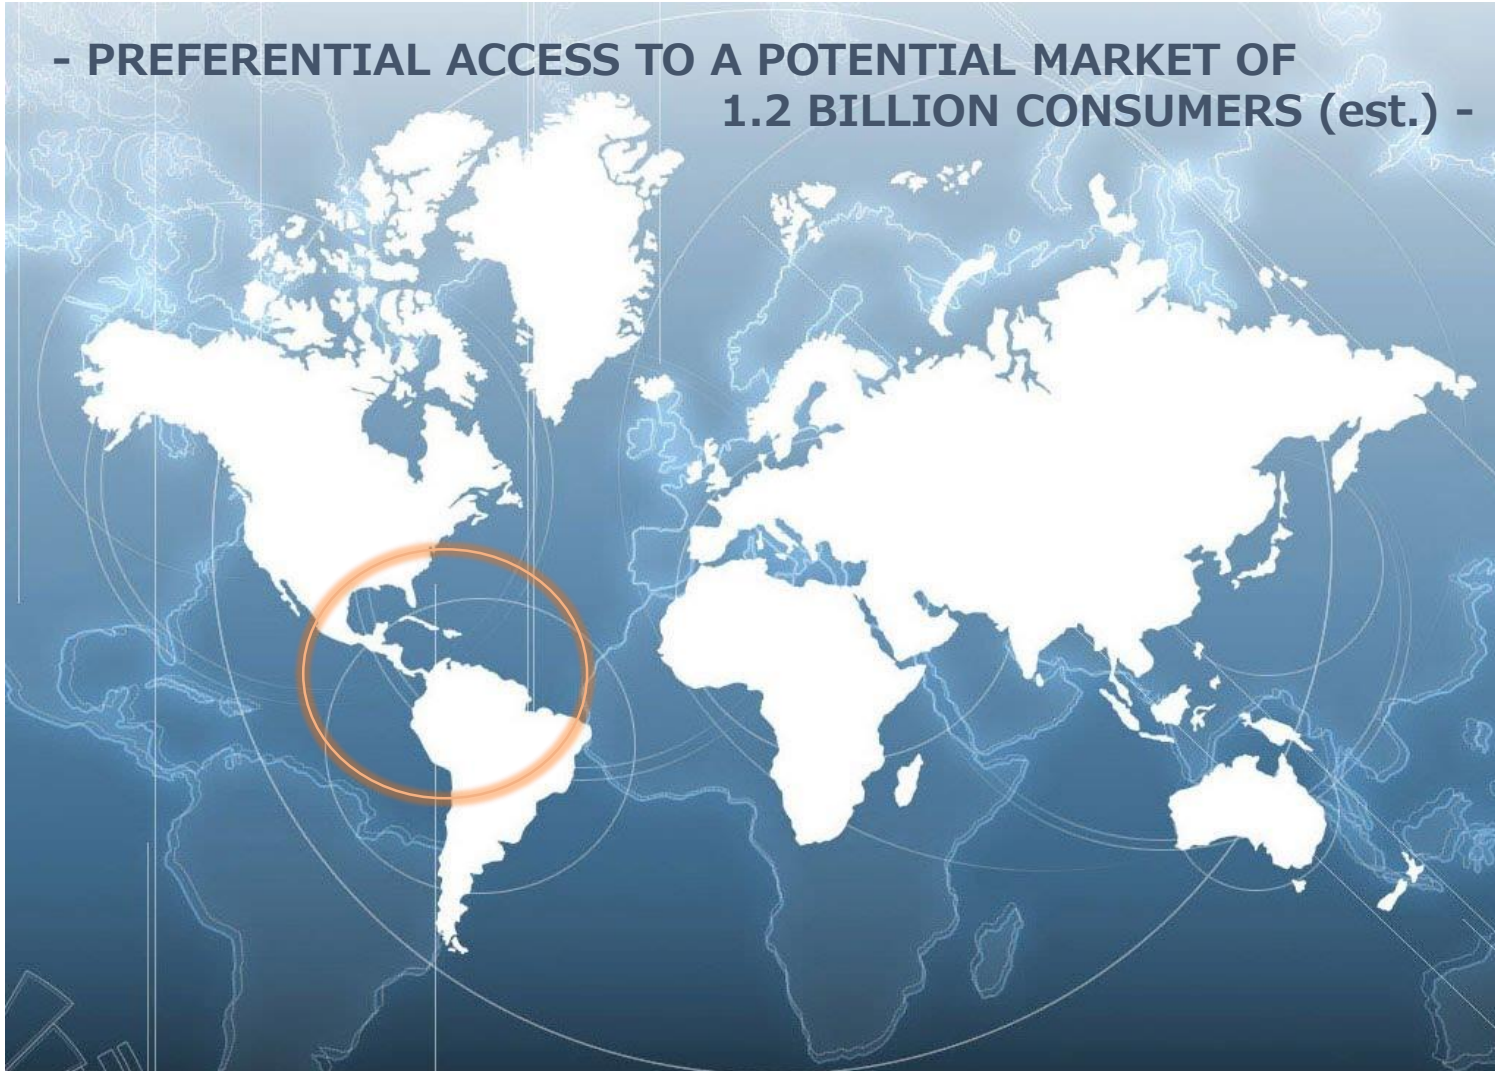 - PREFERENTIAL ACCESS TO A POTENTIAL MARKET OF
1.2 BILLION CONSUMERS (est.) -